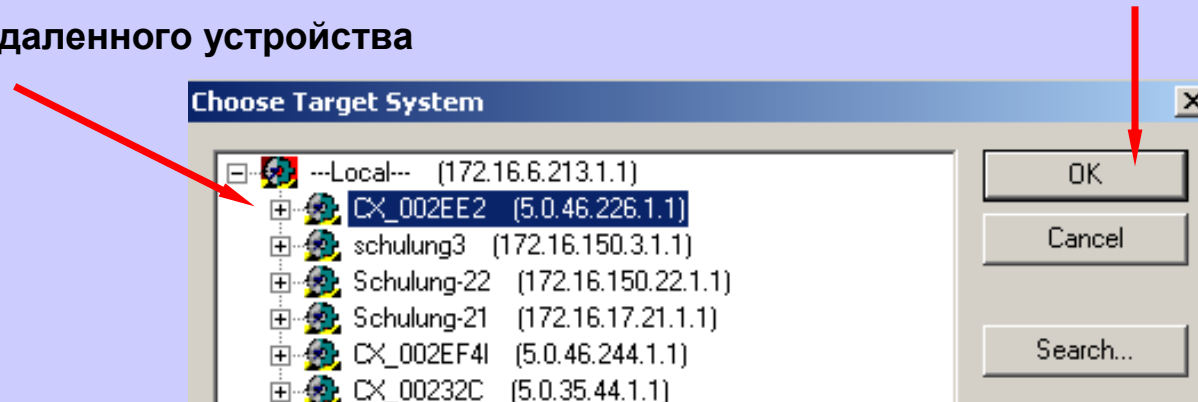 даленного устройства
Choose Target System
---Local--- (172.16.6.213.1.1)
CX_002EE2 (5.0.46.226.1.1)
schulung3 (172.16.150.3.1.1)
Schulung-22 (172.16.150.22.1.1)
Schulung-21 (172.16.17.21.1.1)
CX_002EF4I (5.0.46.244.1.1)
CX_00232C (5.0.35.44.1.1)
OK
Cancel
Search...